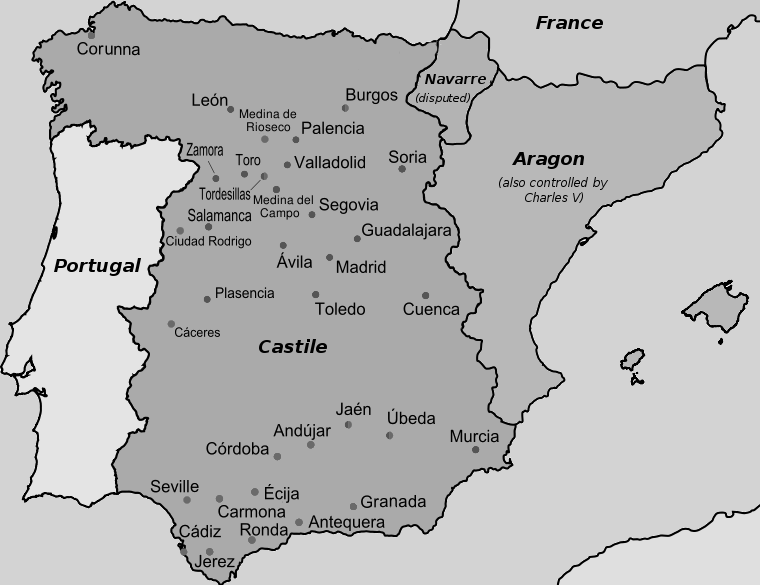 France
Corunna
Navarre
(disputed)
León
Burgos
Medina de
Rioseco
Palencia
Zamora
Toro
Valladolid
Soria
Aragon
(also controlled by
Charles V)
Tordesillas
Medina del
Campo
Segovia
Salamanca
Ciudad Rodrigo
Guadalajara
Portugal
Ávila
Madrid
Plasencia
Toledo
Cuenca
Cáceres
Castile
Jaén
Úbeda
Andújar
Murcia
Córdoba
Seville
Écija
Carmona
Granada
Cádiz
Ronda
Antequera
Jerez